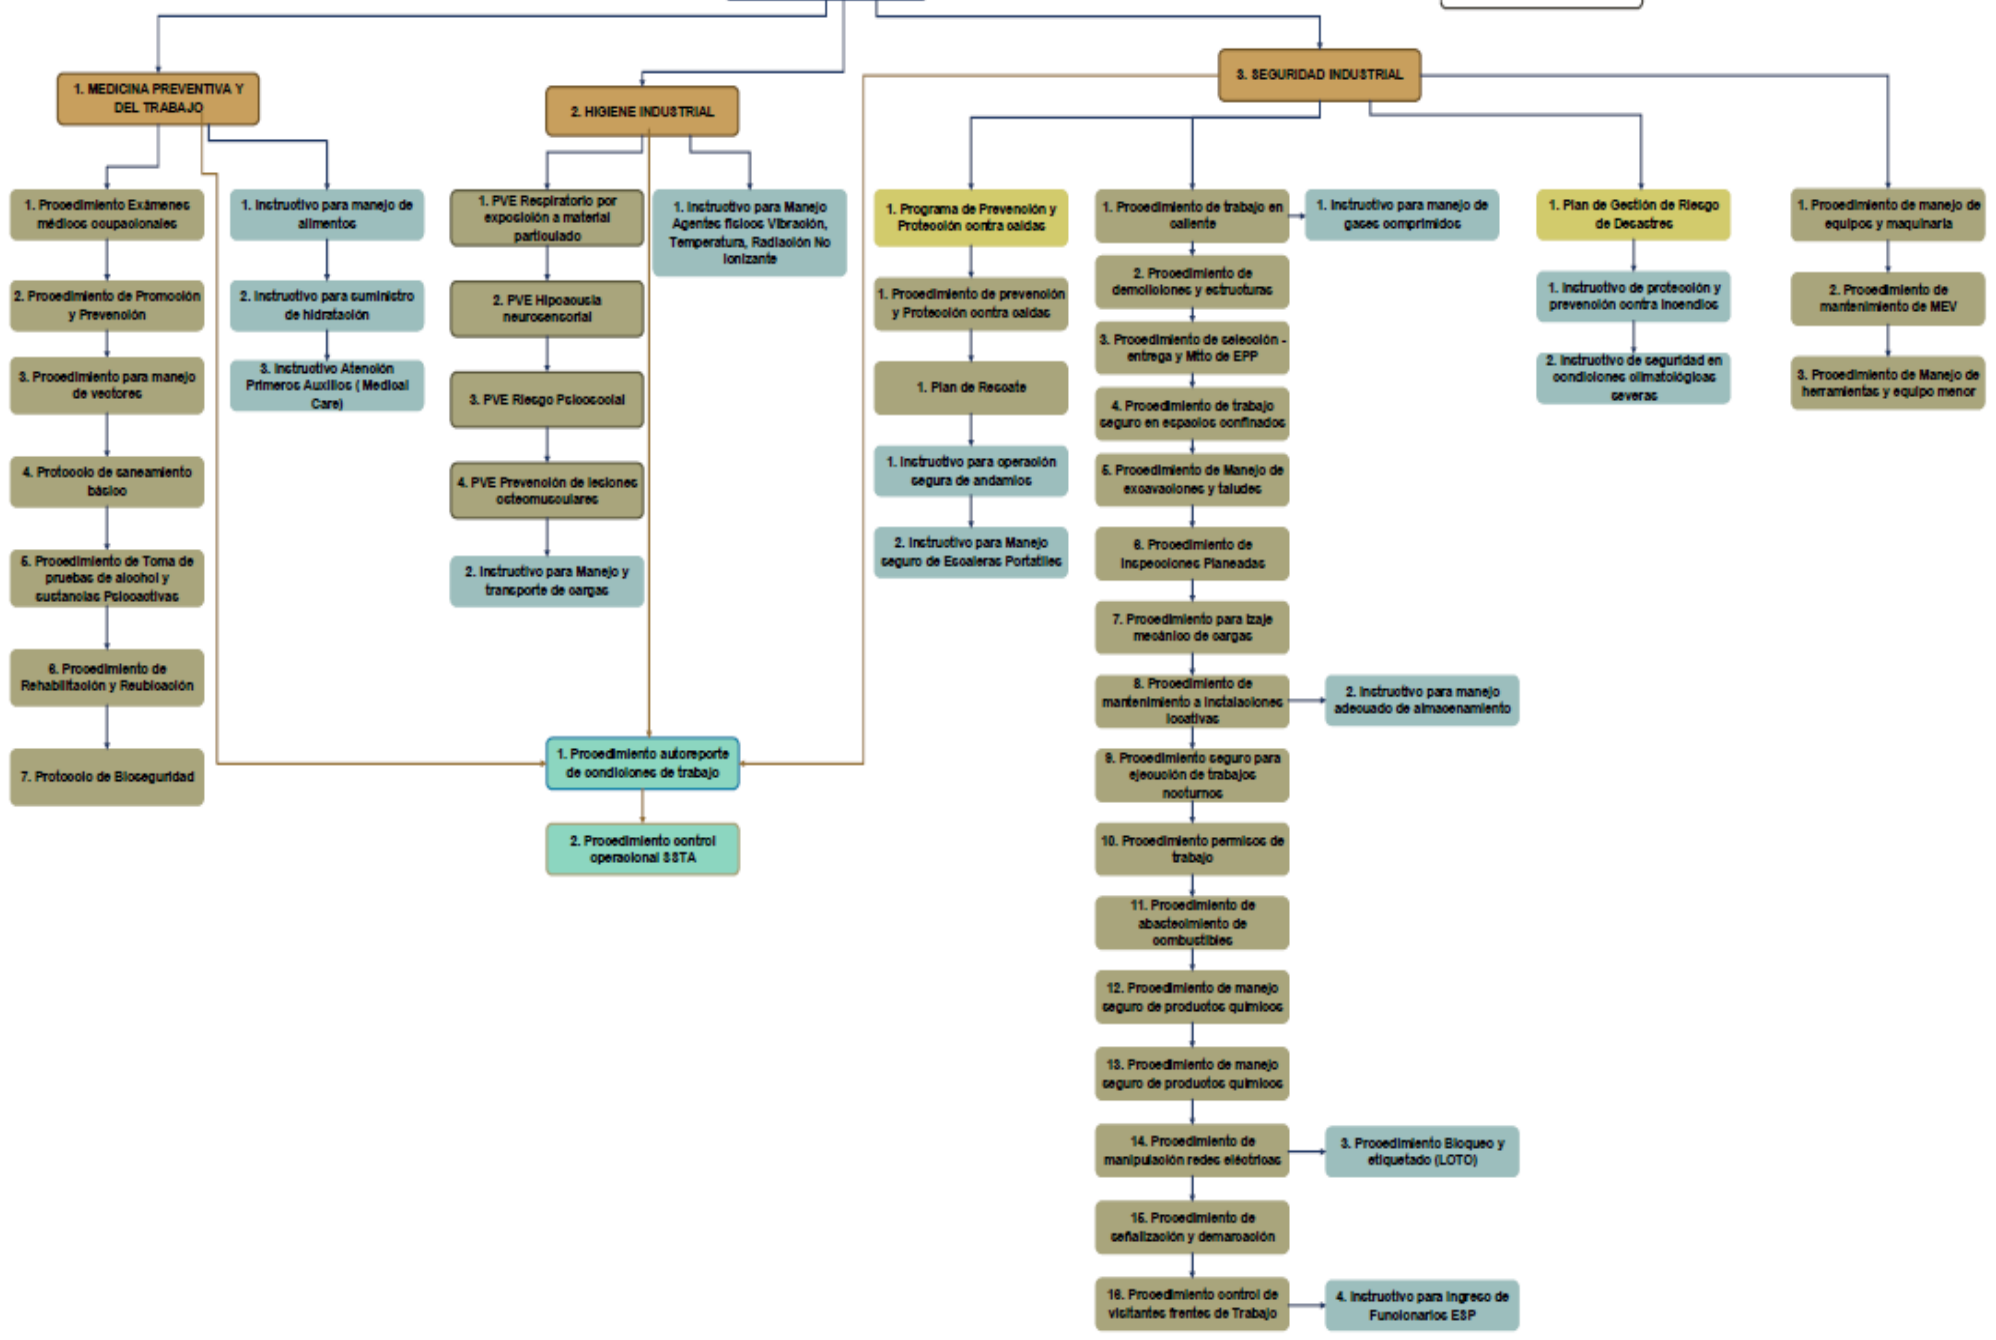 1. MEDICINA PREVENTIVA Y
DEL TRABAJO
2. HIGIENE INDUSTRIAL
3. SEGURIDAD INDUSTRIAL
1. Procedimiento Exámenes
médicos ocupacionales
2. Procedimiento de Promoción
y Prevención
3. Procedimiento para manejo
de vectores
4. Protocolo de saneamiento
básico
5. Procedimiento de Toma de
pruebas de alcohol y
sustancias Psicoactivas
6. Procedimiento de
Rehabilitación y Reubicación
7. Protocolo de Bioseguridad
1. Instructivo para manejo de
alimentos
2. Instructivo para suministro
de hidratación
3. Instructivo Atención
Primeros Auxilios ( Medical
Care)
1. PVE Respiratorio por
exposición a material
particulado
2. PVE Hipoacusia
neurosensorial
3. PVE Riesgo Psicosocial
4. PVE Prevención de lesiones
osteomusculares
2. Instructivo para Manejo y
transporte de cargas
1. Instructivo para Manejo
Agentes físicos Vibración,
Temperatura, Radiación No
Ionizante
1. Procedimiento autoreporte
de condiciones de trabajo
2. Procedimiento control
operacional SSTA
1. Programa de Prevención y
Protección contra caídas
1. Procedimiento de prevención
y Protección contra caídas
1. Plan de Rescate
1. Instructivo para operación
segura de andamios
2. Instructivo para Manejo
seguro de Escaleras Portatiles
1. Procedimiento de trabajo en
caliente
2. Procedimiento de
demoliciones y estructuras
3. Procedimiento de selección -
entrega y Mtto de EPP
4. Procedimiento de trabajo
seguro en espacios confinados
5. Procedimiento de Manejo de
excavaciones y taludes
6. Procedimiento de
Inspecciones Planeadas
7. Procedimiento para Izaje
mecánico de cargas
8. Procedimiento de
mantenimiento a instalaciones
locativas
9. Procedimiento seguro para
ejecución de trabajos
nocturnos
10. Procedimiento permisos de
trabajo
11. Procedimiento de
abastecimiento de
combustibles
12. Procedimiento de manejo
seguro de productos químicos
13. Procedimiento de manejo
seguro de productos químicos
14. Procedimiento de
manipulación redes eléctricas
15. Procedimiento de
señalización y demarcación
16. Procedimiento control de
visitantes frentes de Trabajo
1. Instructivo para manejo de
gases comprimidos
2. Instructivo para manejo
adecuado de almacenamiento
3. Procedimiento Bloqueo y
etiquetado (LOTO)
4. Instructivo para Ingreso de
Funcionarios ESP
1. Plan de Gestión de Riesgo
de Desastres
1. Instructivo de protección y
prevención contra incendios
2. Instructivo de seguridad en
condiciones climatológicas
severas
1. Procedimiento de manejo de
equipos y maquinaria
2. Procedimiento de
mantenimiento de MEV
3. Procedimiento de Manejo de
herramientas y equipo menor